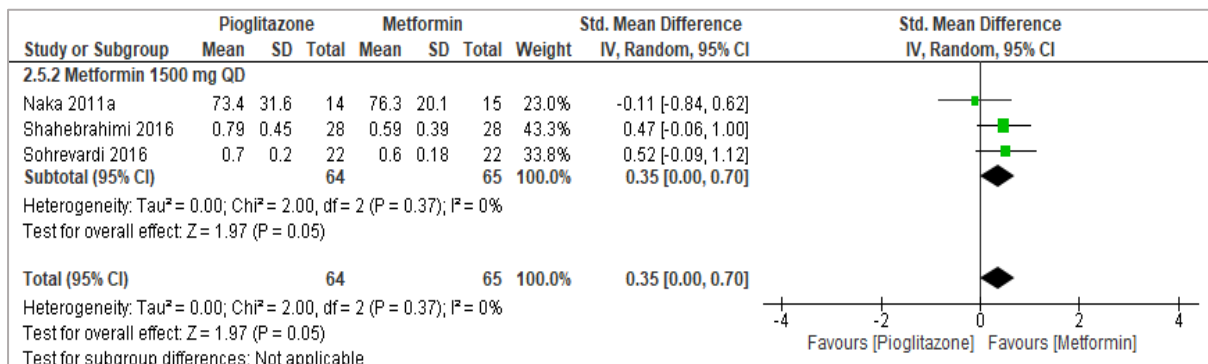 Pioglitazone Metformin Std. Mean Difference Std. Mean Difference
Study or Subgroup Mean SD Total Mean SD Total Weight IV, Random, 95% CI IV, Random, 95% CI
2.5.2 Metformin 1500 mg QD
Naka 2011a 73.4 31.6 14 76.3 20.1 15 23.0% -0.11 [-0.84, 0.62]
Shahebrahimi 2016 0.79 0.45 28 0.59 0.39 28 43.3% 0.47 [-0.06, 1.00]
Sohrevardi 2016 0.7 0.2 22 0.6 0.18 22 33.8% 0.52 [-0.09, 1.12]
Subtotal (95% CI) 64 65 100.0% 0.35 [0.00, 0.70]
Heterogeneity: Tau² = 0.00; Chi² = 2.00, df = 2 (P = 0.37); I² = 0%
Test for overall effect: Z = 1.97 (P = 0.05)
Total (95% CI) 64 65 100.0% 0.35 [0.00, 0.70]
Heterogeneity: Tau² = 0.00; Chi² = 2.00, df = 2 (P = 0.37); I² = 0%
Test for overall effect: Z = 1.97 (P = 0.05)
Test for subgroup differences: Not applicable
-4 -2 0 2 4
Favours [Pioglitazone] Favours [Metformin]